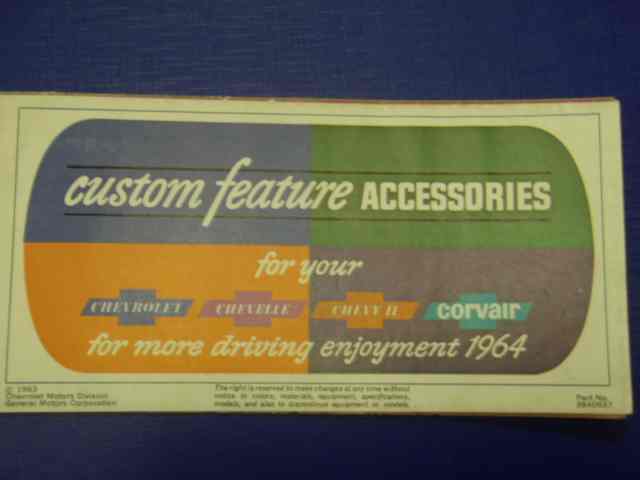 custom feature ACCESSORIES
for your
CHEVROLET CHEVELLE CHEVY II corvair
for more driving enjoyment 1964
© 1963
Chevrolet Motors Division
General Motors Corporation
The right is reserved to make changes at any time without
notice in colors, materials, equipment, specifications,
models, and also to discontinue equipment or models.
Part No.